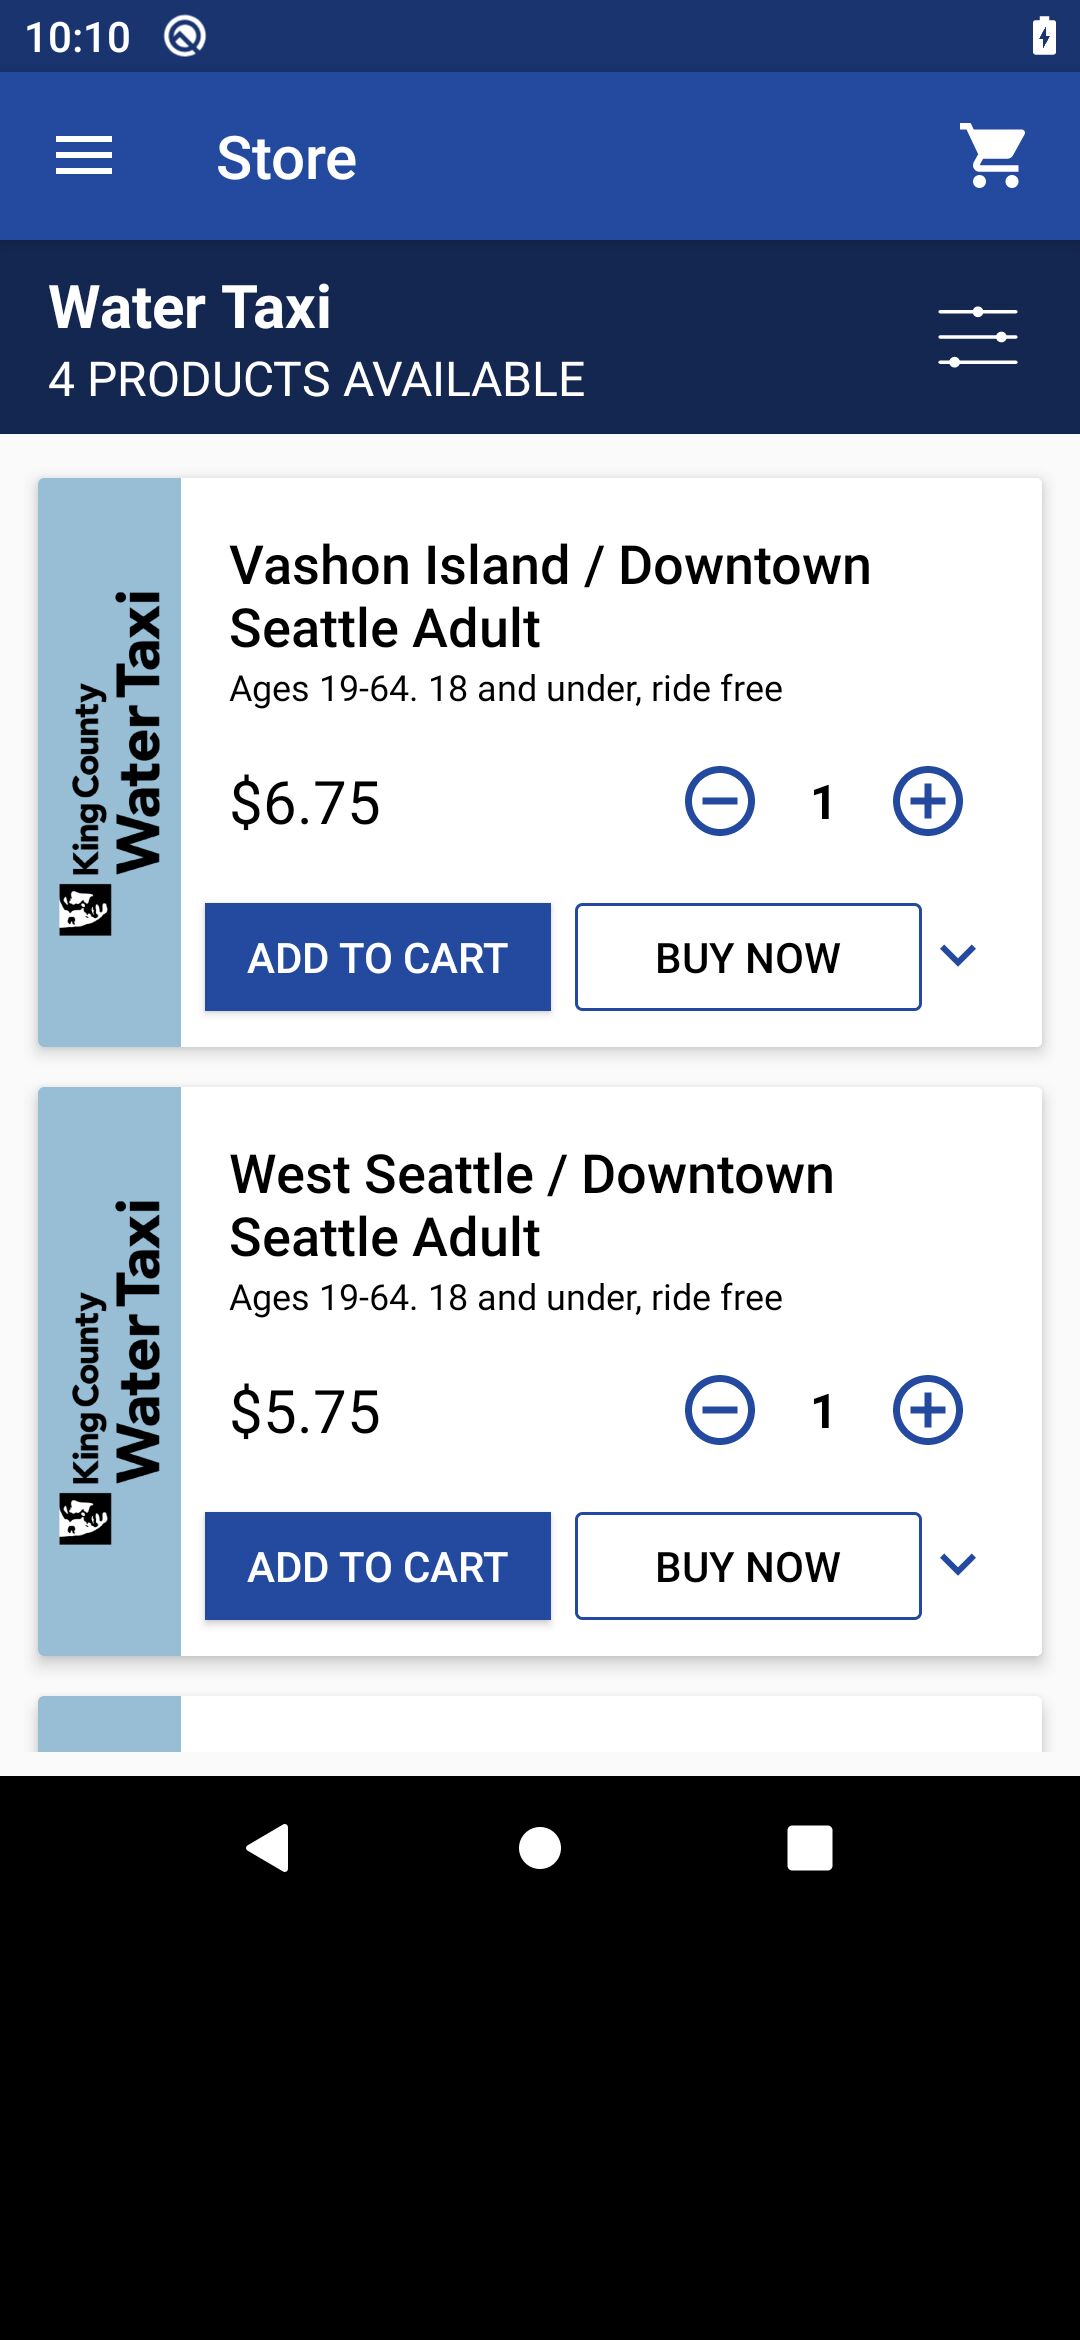 10:10
Store
Water Taxi
4 PRODUCTS AVAILABLE
King County
Water Taxi
Vashon Island / Downtown
Seattle Adult
Ages 19-64. 18 and under, ride free
$6.75
1
ADD TO CART
BUY NOW
King County
Water Taxi
West Seattle / Downtown
Seattle Adult
Ages 19-64. 18 and under, ride free
$5.75
1
ADD TO CART
BUY NOW